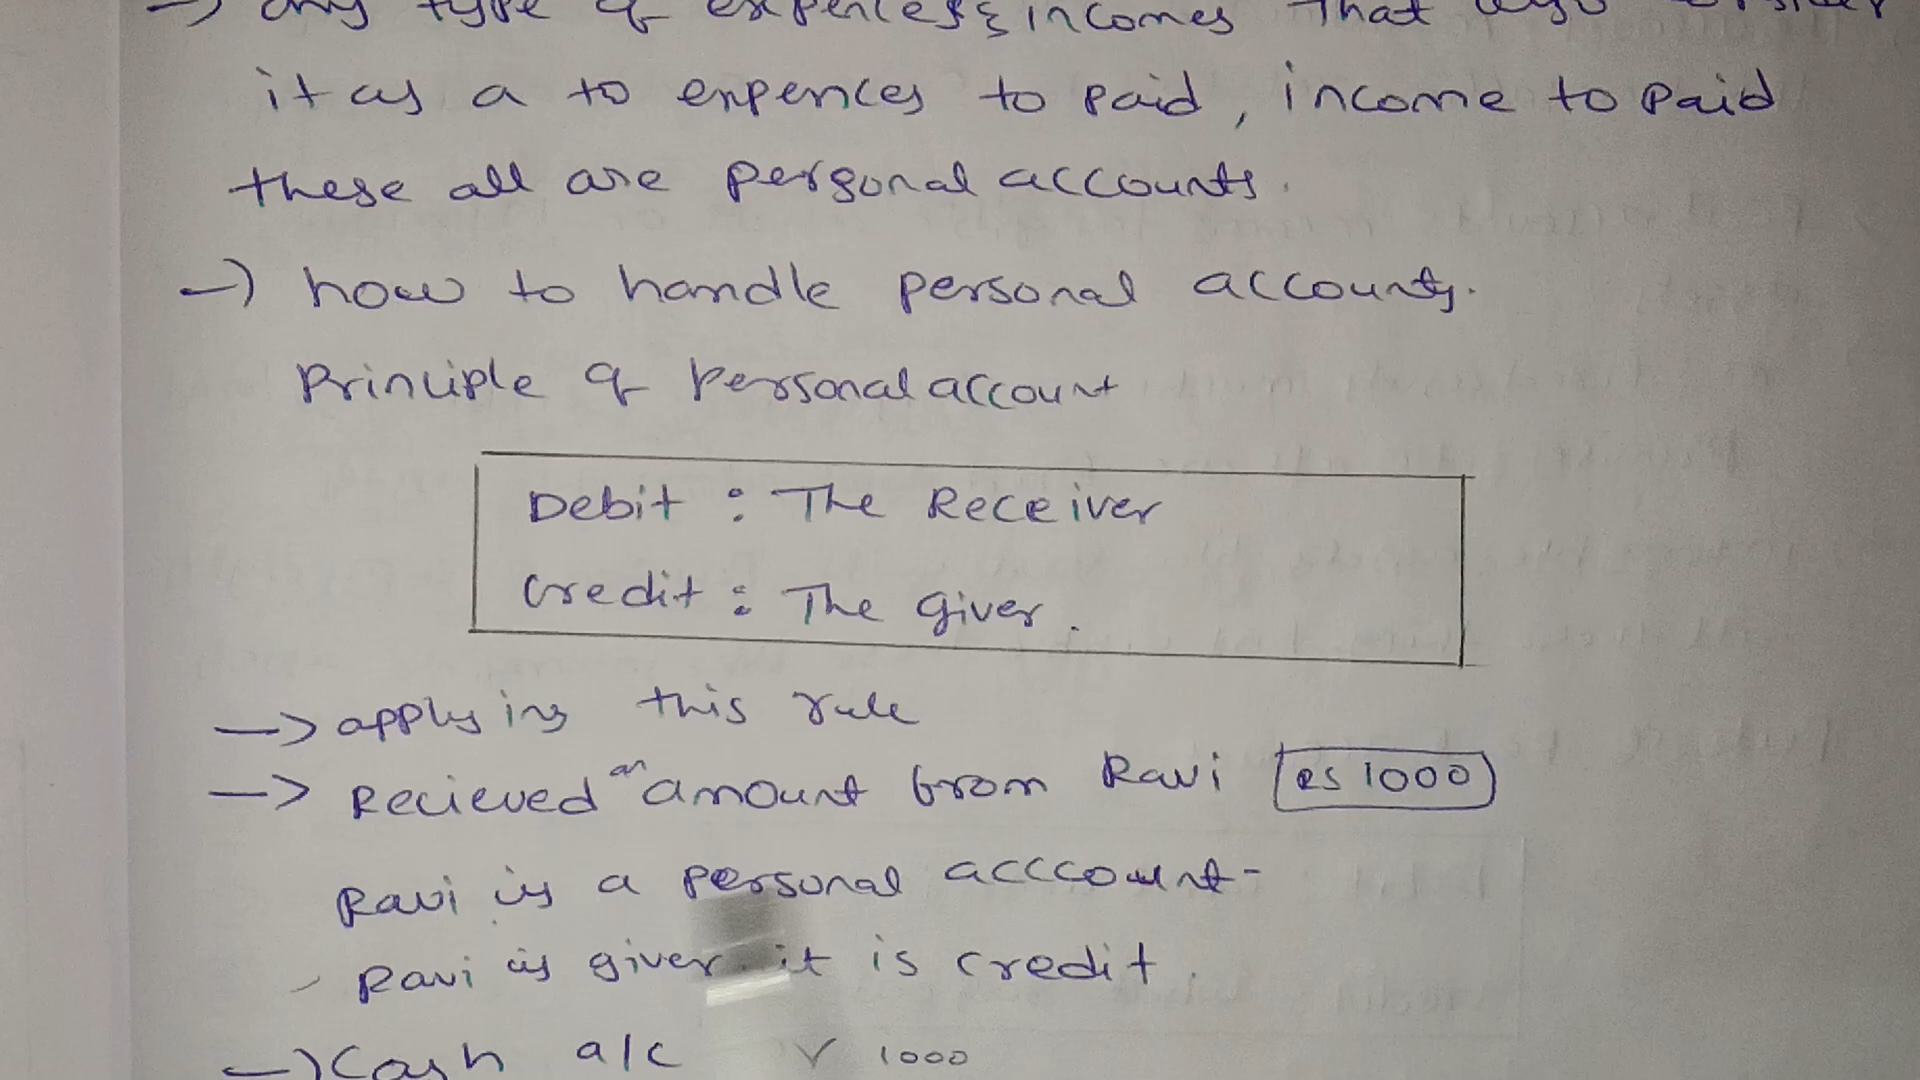 → any type of expences & incomes that
it as a to expences to paid, income to paid
these all are personal accounts.
→ how to handle personal accounts.
Principle of Personal account
Debit : The Receiver
Credit : The giver.
→ applying this rule
→ Recieved an amount from Ravi Rs 1000
Ravi is a personal acccount-
Ravi is giver it is credit.
→ Cash a/c 1000